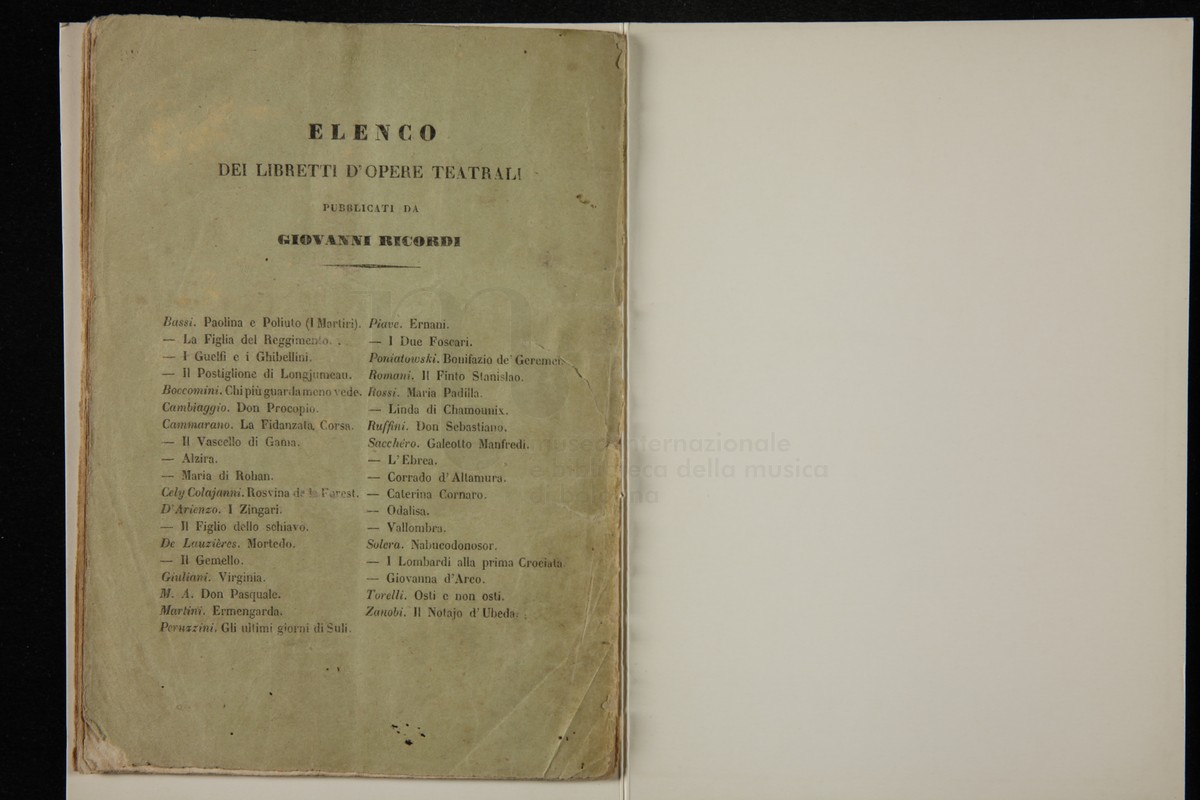 ELENCO
DEI LIBRETTI D'OPERE TEATRALI
PUBBLICATI DA
GIOVANNI RICORDI
Bassi. Paolina e Poliuto (I Martiri).
— La Figlia del Reggimento.
— I Guelfi e i Ghibellini.
— Il Postiglione di Longjumeau.
Boccomini. Chi più guarda meno vede.
Cambiaggio. Don Procopio.
Cammarano. La Fidanzata Corsa.
— Il Vascello di Gama.
— Alzira.
— Maria di Rohan.
Cely Colajanni. Rosvina de la Forest.
D'Arienzo. I Zingari.
— Il Figlio dello schiavo.
De Lauzières. Mortedo.
— Il Gemello.
Giuliani. Virginia.
M. A. Don Pasquale.
Martini. Ermengarda.
Peruzzini. Gli ultimi giorni di Suli.
Piave. Ernani.
— I Due Foscari.
Poniatowski. Bonifazio de' Geremei.
Romani. Il Finto Stanislao.
Rossi. Maria Padilla.
— Linda di Chamounix.
Ruffini. Don Sebastiano.
Sacchéro. Galeotto Manfredi.
— L'Ebrea.
— Corrado d'Altamura.
— Caterina Cornaro.
— Odalisa.
— Vallombra.
Solera. Nabucodonosor.
— I Lombardi alla prima Crociata
— Giovanna d'Arco.
Torelli. Osti e non osti.
Zanobi. Il Notajo d'Ubeda.
museo internazionale
e biblioteca della musica
di bologna